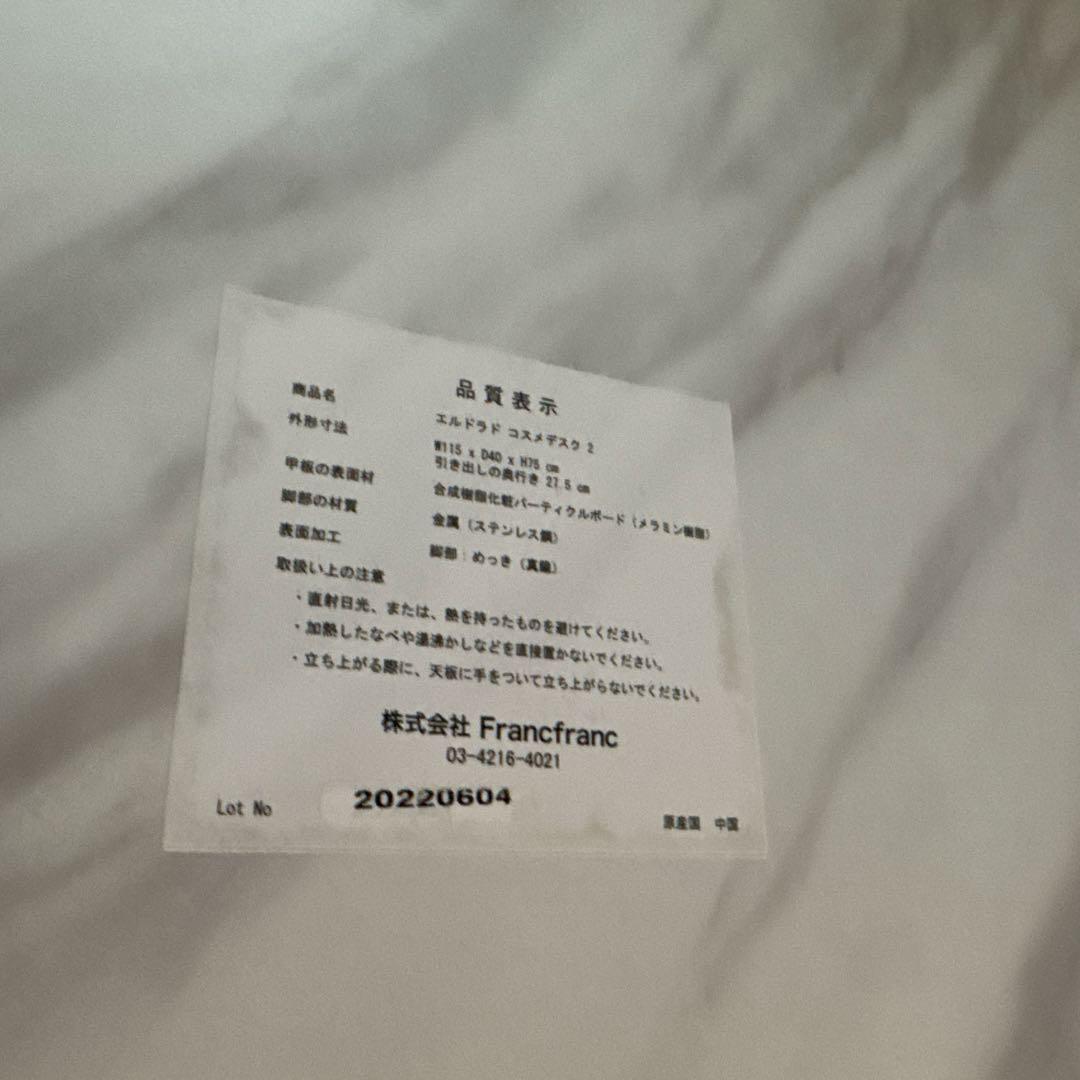 品質表示
商品名 エルドラド コスメデスク 2
外形寸法 W115 x D40 x H75 cm
引き出しの奥行き 27.5 cm
甲板の表面材 合成樹脂化粧パーティクルボード（メラミン樹脂）
脚部の材質 金属（ステンレス鋼）
表面加工 脚部：めっき（真鍮）
取扱い上の注意
・直射日光、または、熱を持ったものを避けてください。
・加熱したなべや湯沸かしなどを直接置かないでください。
・立ち上がる際に、天板に手をついて立ち上がらないでください。
株式会社 Francfranc
03-4216-4021
Lot No 20220604
原産国 中国